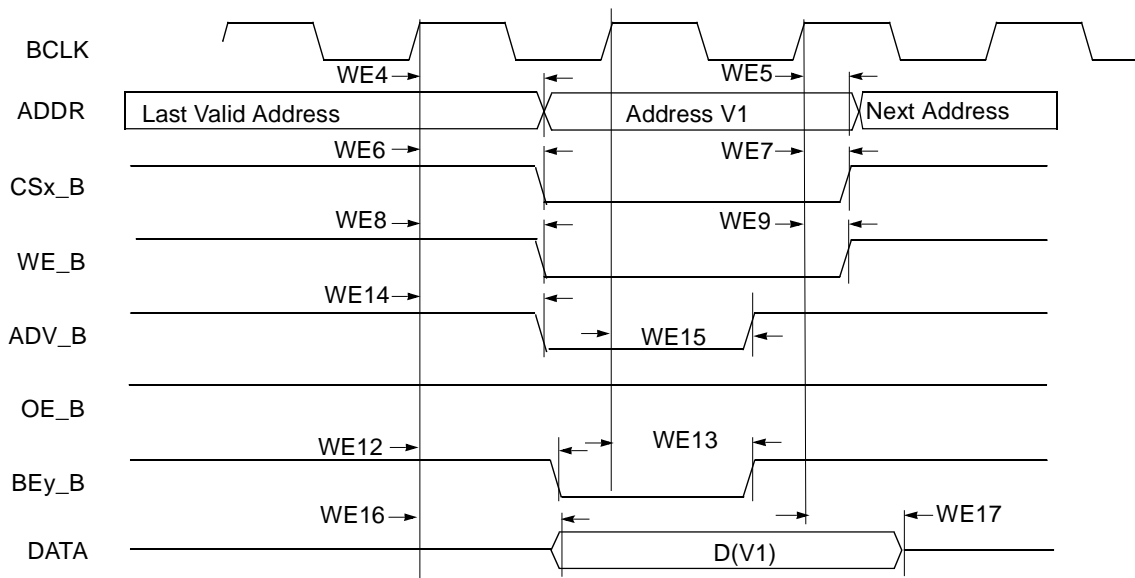 BCLK
WE4 WE5
ADDR Last Valid Address Address V1 Next Address
WE6 WE7
CSx_B
WE8 WE9
WE_B
WE14
ADV_B WE15
OE_B
WE12 WE13
BEy_B
WE16 WE17
DATA D(V1)